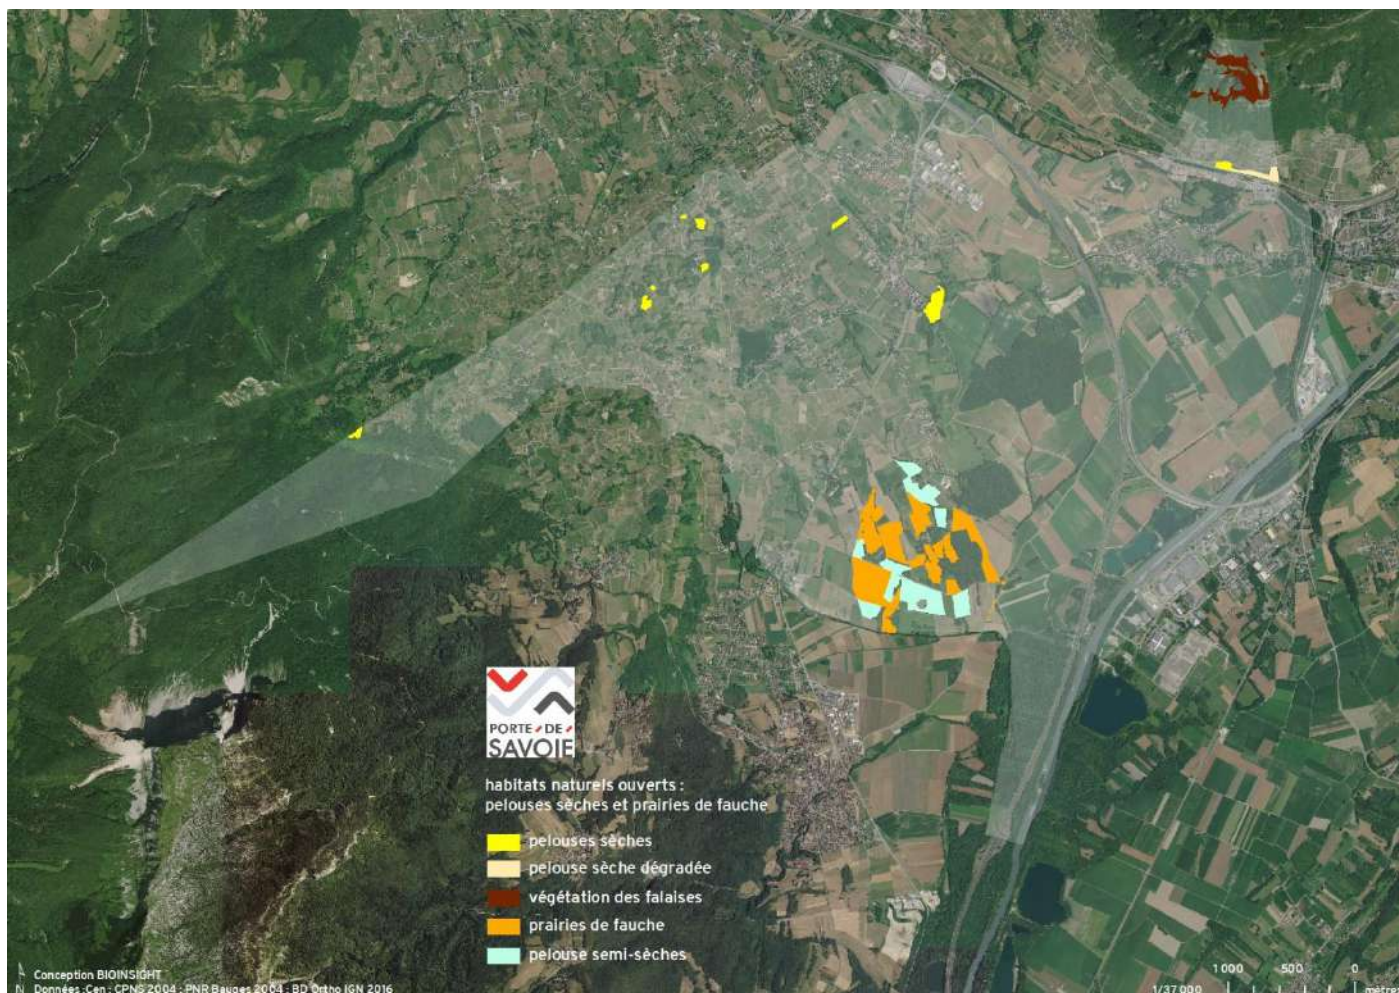 PORTE DE
SAVOIE
habitats naturels ouverts :
pelouses sèches et prairies de fauche
pelouses sèches
pelouse sèche dégradée
végétation des falaises
prairies de fauche
pelouse semi-sèches
Conception BIOINSIGHT
N Données :Cen : CPNS 2004 : PNR Bauges 2004 : BD Ortho IGN 2016
1 000 500 0
1/37 000 mètre